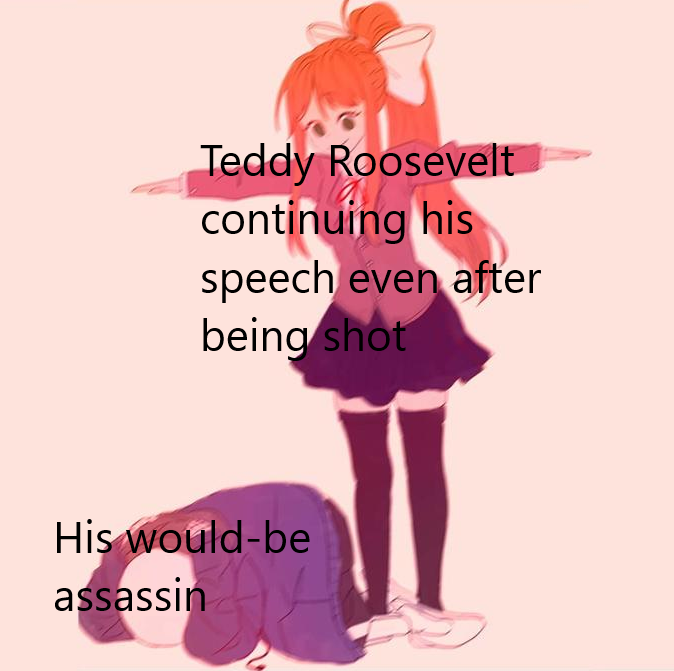 Teddy Roosevelt
continuing his
speech even after
being shot
His would-be
assassin